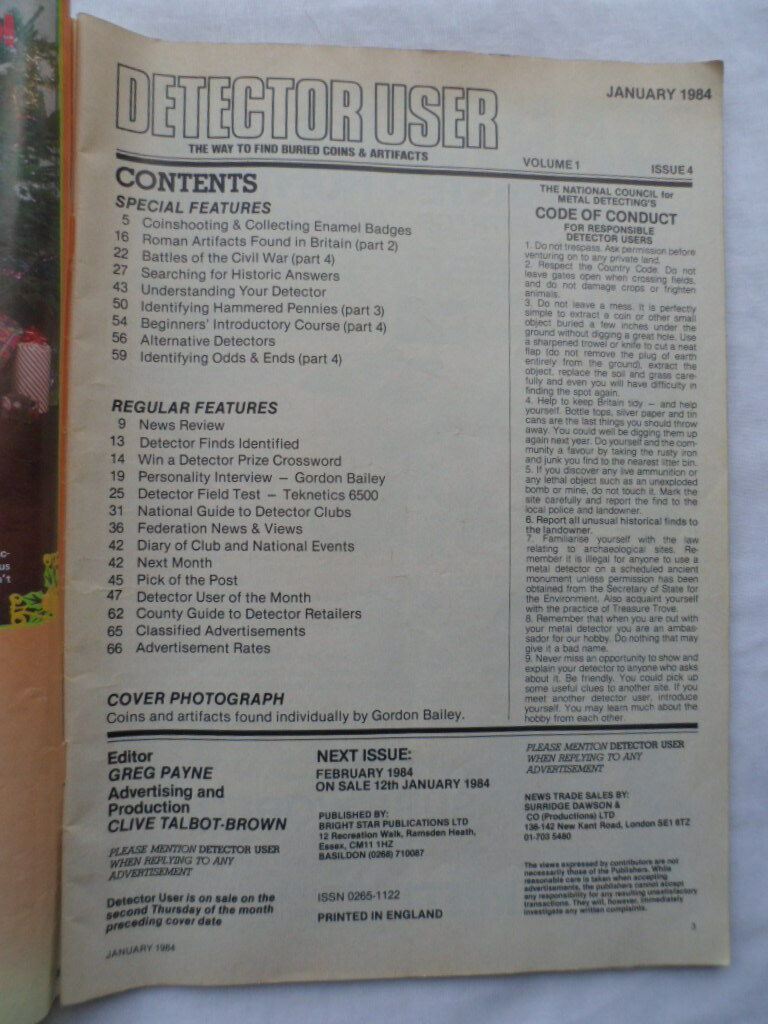 DETECTOR USER
THE WAY TO FIND BURIED COINS & ARTIFACTS
JANUARY 1984
VOLUME 1
ISSUE 4
CONTENTS
SPECIAL FEATURES
5 Coinshooting & Collecting Enamel Badges
16 Roman Artifacts Found in Britain (part 2)
22 Battles of the Civil War (part 4)
27 Searching for Historic Answers
43 Understanding Your Detector
50 Identifying Hammered Pennies (part 3)
54 Beginners' Introductory Course (part 4)
56 Alternative Detectors
59 Identifying Odds & Ends (part 4)
REGULAR FEATURES
9 News Review
13 Detector Finds Identified
14 Win a Detector Prize Crossword
19 Personality Interview – Gordon Bailey
25 Detector Field Test – Teknetics 6500
31 National Guide to Detector Clubs
36 Federation News & Views
42 Diary of Club and National Events
42 Next Month
45 Pick of the Post
47 Detector User of the Month
62 County Guide to Detector Retailers
65 Classified Advertisements
66 Advertisement Rates
COVER PHOTOGRAPH
Coins and artifacts found individually by Gordon Bailey.
THE NATIONAL COUNCIL for
METAL DETECTING'S
CODE OF CONDUCT
FOR RESPONSIBLE
DETECTOR USERS
1. Do not trespass. Ask permission before
venturing on to any private land.
2. Respect the Country Code. Do not
leave gates open when crossing fields,
and do not damage crops or frighten
animals.
3. Do not leave a mess. It is perfectly
simple to extract a coin or other small
object buried a few inches under the
ground without digging a great hole. Use
a sharpened trowel or knife to cut a neat
flap (do not remove the plug of earth
entirely from the ground), extract the
object, replace the soil and grass care-
fully and even you will have difficulty in
finding the spot again.
4. Help to keep Britain tidy – and help
yourself. Bottle tops, silver paper and tin
cans are the last things you should throw
away. You could well be digging them up
again next year. Do yourself and the com-
munity a favour by taking the rusty iron
and junk you find to the nearest litter bin.
5. If you discover any live ammunition or
any lethal object such as an unexploded
bomb or mine, do not touch it. Mark the
site carefully and report the find to the
local police and landowner.
6. Report all unusual historical finds to
the landowner.
7. Familiarise yourself with the law
relating to archaeological sites. Re-
member it is illegal for anyone to use a
metal detector on a scheduled ancient
monument unless permission has been
obtained from the Secretary of State for
the Environment. Also acquaint yourself
with the practice of Treasure Trove.
8. Remember that when you are out with
your metal detector you are an ambas-
sador for our hobby. Do nothing that may
give it a bad name.
9. Never miss an opportunity to show and
explain your detector to anyone who asks
about it. Be friendly. You could pick up
some useful clues to another site. If you
meet another detector user, introduce
yourself. You may learn much about the
hobby from each other.
Editor
GREG PAYNE
Advertising and
Production
CLIVE TALBOT-BROWN
PLEASE MENTION DETECTOR USER
WHEN REPLYING TO ANY
ADVERTISEMENT
Detector User is on sale on the
second Thursday of the month
preceding cover date
NEXT ISSUE:
FEBRUARY 1984
ON SALE 12th JANUARY 1984
PUBLISHED BY:
BRIGHT STAR PUBLICATIONS LTD
12 Recreation Walk, Ramsden Heath,
Essex, CM11 1HZ
BASILDON (0268) 710087
ISSN 0265-1122
PRINTED IN ENGLAND
PLEASE MENTION DETECTOR USER
WHEN REPLYING TO ANY
ADVERTISEMENT
NEWS TRADE SALES BY:
SURRIDGE DAWSON &
CO (Productions) LTD
136-142 New Kent Road, London SE1 6TZ
01-703 5480
The views expressed by contributors are not
necessarily those of the Publishers. While
reasonable care is taken when accepting
advertisements, the publishers cannot accept
any responsibility for any resulting unsatisfactory
transactions. They will, however, immediately
investigate any written complaints.
JANUARY 1984
3